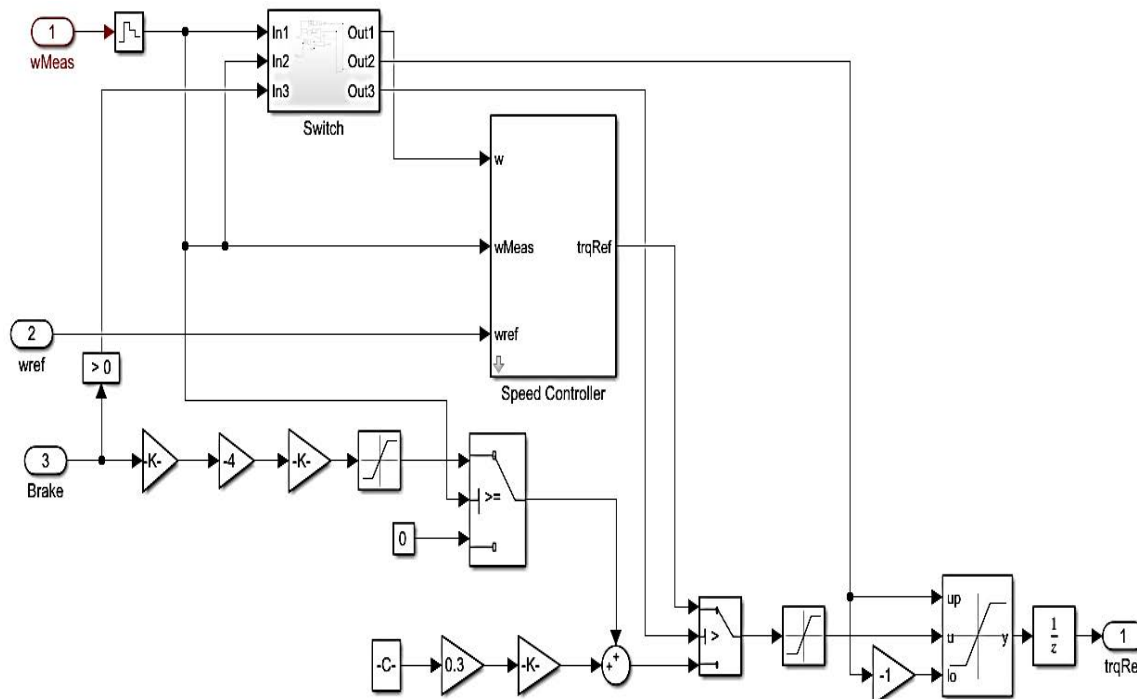 1
wMeas
In1
In2
In3
Out1
Out2
Out3
Switch
w
wMeas
wref
trqRef
Speed Controller
2
wref
> 0
3
Brake
-K-
-4
-K-
>=
0
-C-
0.3
-K-
+
+
>
-1
up
u
lo
y
1
z
1
trqRe